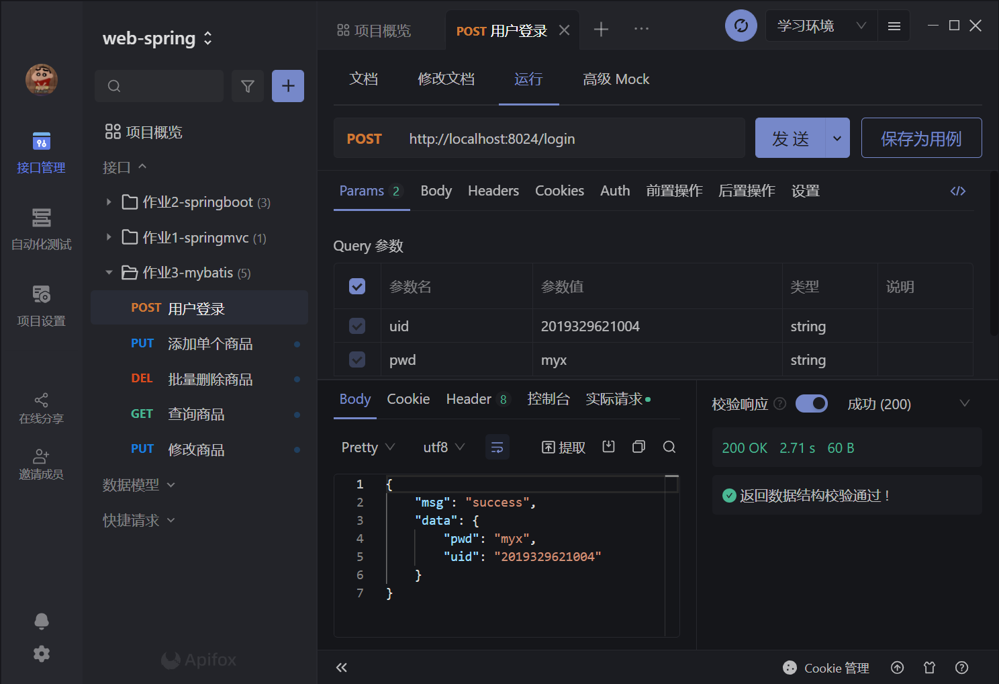 web-spring
接口管理
自动化测试
项目设置
在线分享
邀请成员
项目概览
接口
作业2-springboot (3)
作业1-springmvc (1)
作业3-mybatis (5)
POST 用户登录
PUT 添加单个商品
DEL 批量删除商品
GET 查询商品
PUT 修改商品
数据模型
快捷请求
Apifox
项目概览
POST 用户登录
学习环境
文档 修改文档 运行 高级 Mock
POST http://localhost:8024/login
发 送
保存为用例
Params 2 Body Headers Cookies Auth 前置操作 后置操作 设置
Query 参数
参数名 参数值 类型 说明
uid 2019329621004 string
pwd myx string
Body Cookie Header 8 控制台 实际请求
Pretty utf8 提取
1 {
2 "msg": "success",
3 "data": {
4 "pwd": "myx",
5 "uid": "2019329621004"
6 }
7 }
校验响应 成功 (200)
200 OK 2.71 s 60 B
返回数据结构校验通过！
Cookie 管理